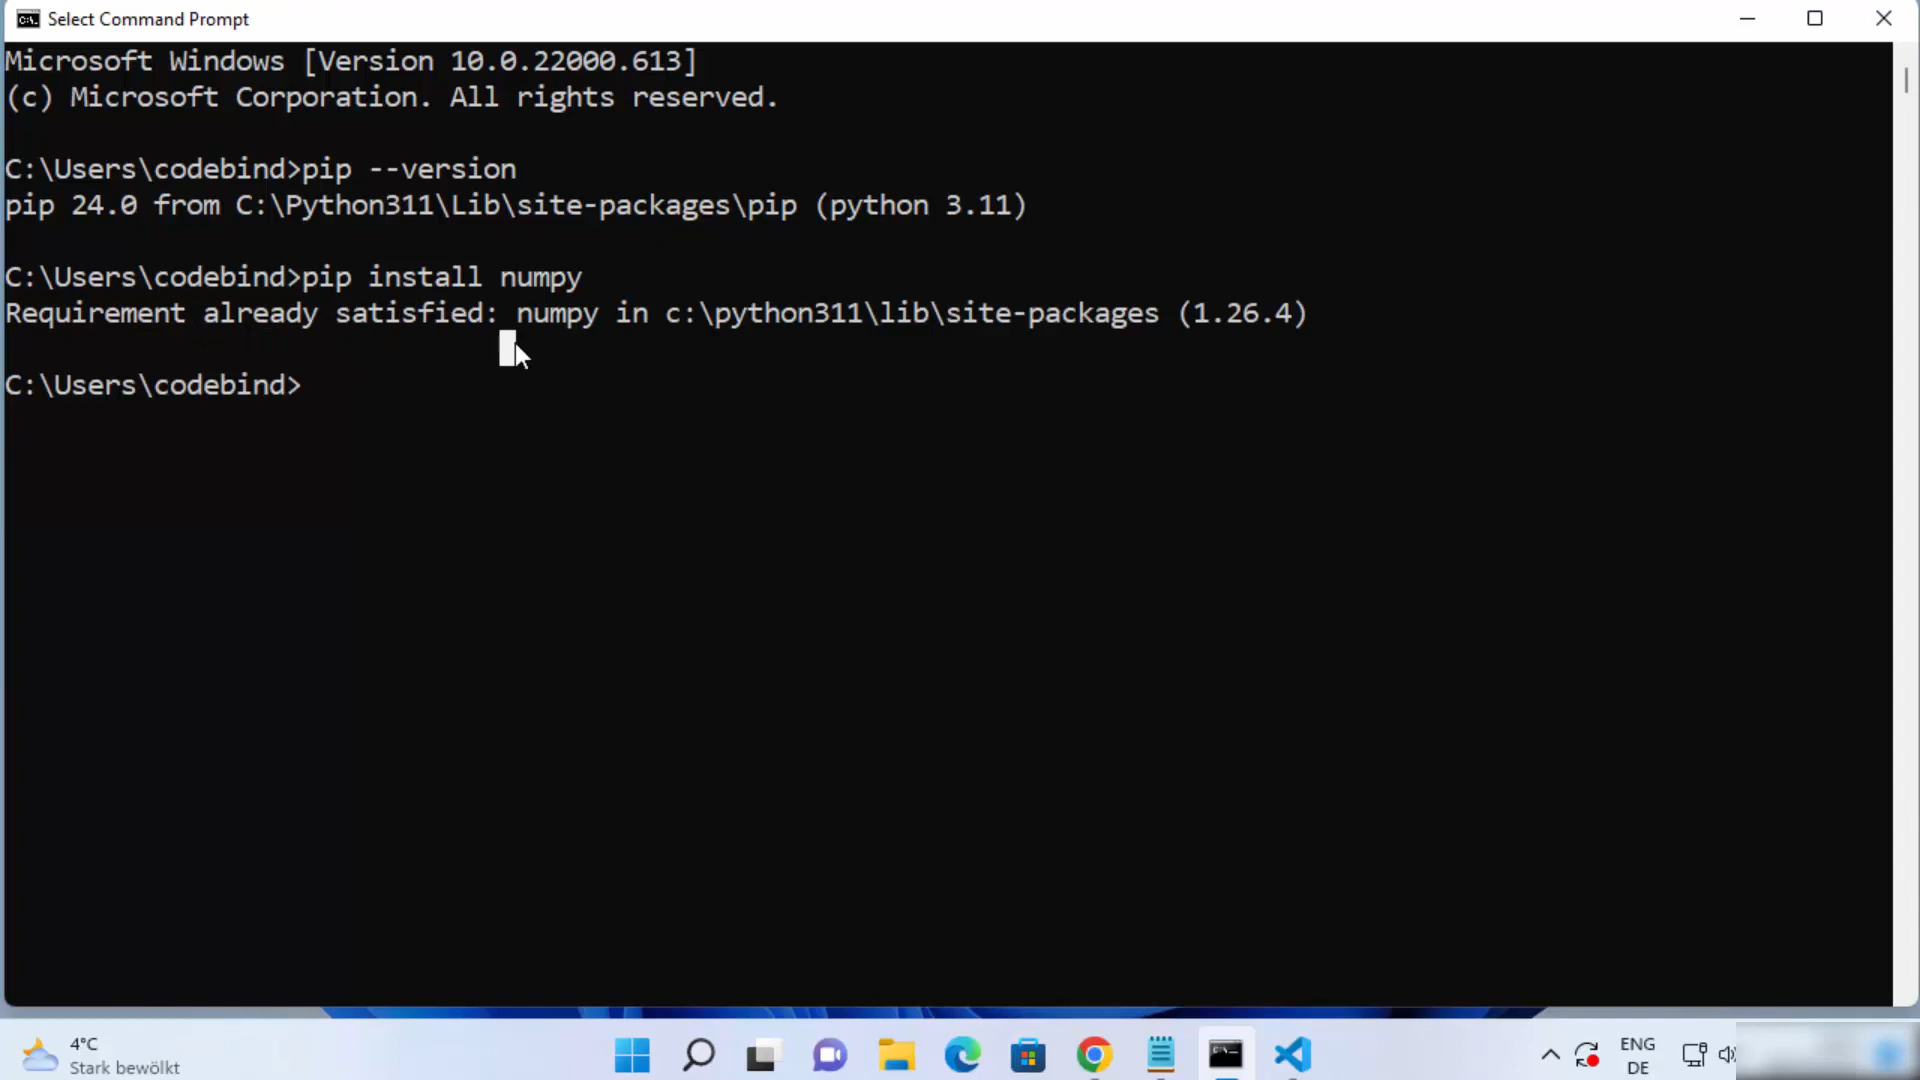 Select Command Prompt
Microsoft Windows [Version 10.0.22000.613]
(c) Microsoft Corporation. All rights reserved.
C:\Users\codebind>pip --version
pip 24.0 from C:\Python311\Lib\site-packages\pip (python 3.11)
C:\Users\codebind>pip install numpy
Requirement already satisfied: numpy in c:\python311\lib\site-packages (1.26.4)
C:\Users\codebind>
4°C
Stark bewölkt
ENG
DE